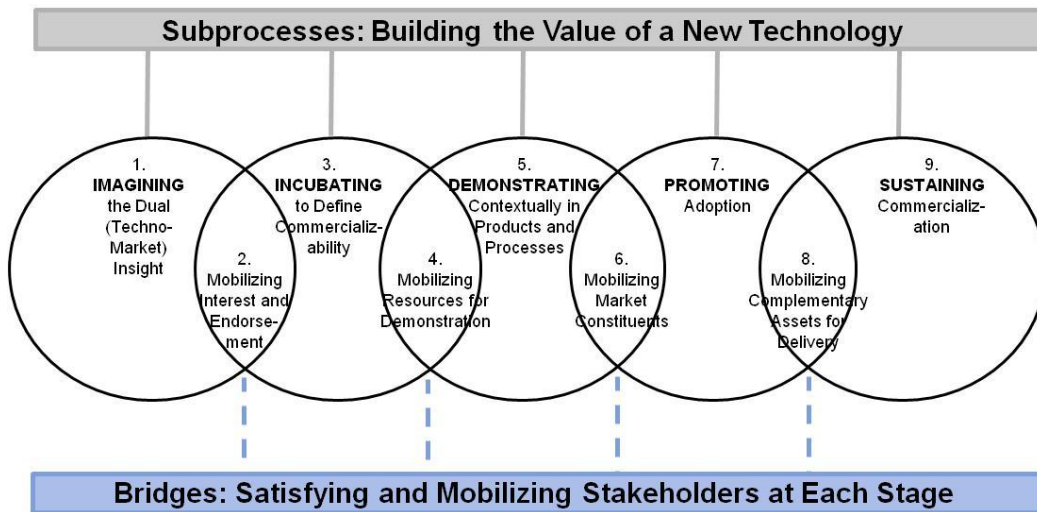 Subprocesses: Building the Value of a New Technology
1.
IMAGINING
the Dual
(Techno-
Market)
Insight
2.
Mobilizing
Interest and
Endorse-
ment
3.
INCUBATING
to Define
Commercializ-
ability
4.
Mobilizing
Resources for
Demonstration
5.
DEMONSTRATING
Contextually in
Products and
Processes
6.
Mobilizing
Market
Constituents
7.
PROMOTING
Adoption
8.
Mobilizing
Complementary
Assets for
Delivery
9.
SUSTAINING
Commercializ-
ation
Bridges: Satisfying and Mobilizing Stakeholders at Each Stage